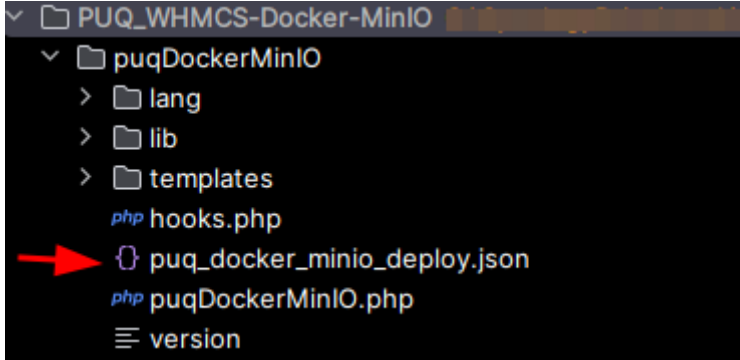 PUQ_WHMCS-Docker-MinIO
puqDockerMinIO
lang
lib
templates
php hooks.php
{} puq_docker_minio_deploy.json
php puqDockerMinIO.php
version